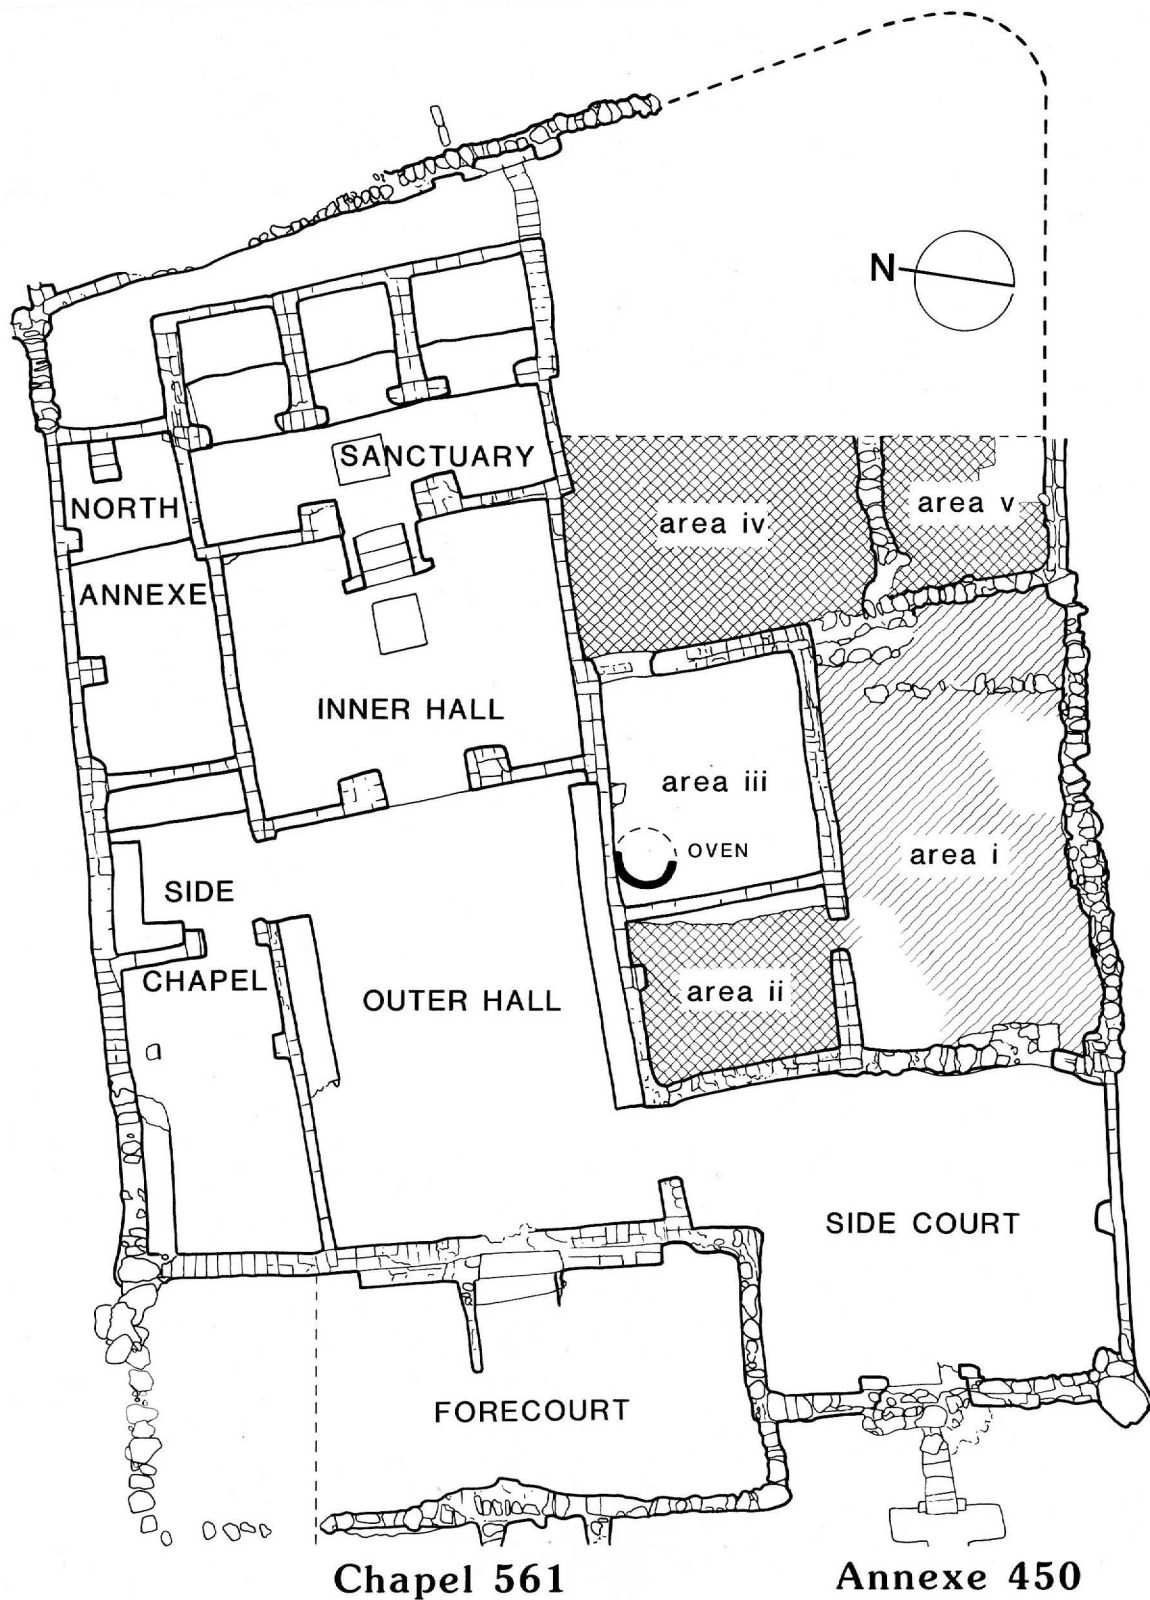 N
SANCTUARY
NORTH
area iv
area v
ANNEXE
INNER HALL
area iii
OVEN
area i
SIDE
CHAPEL
OUTER HALL
area ii
SIDE COURT
FORECOURT
Chapel 561
Annexe 450